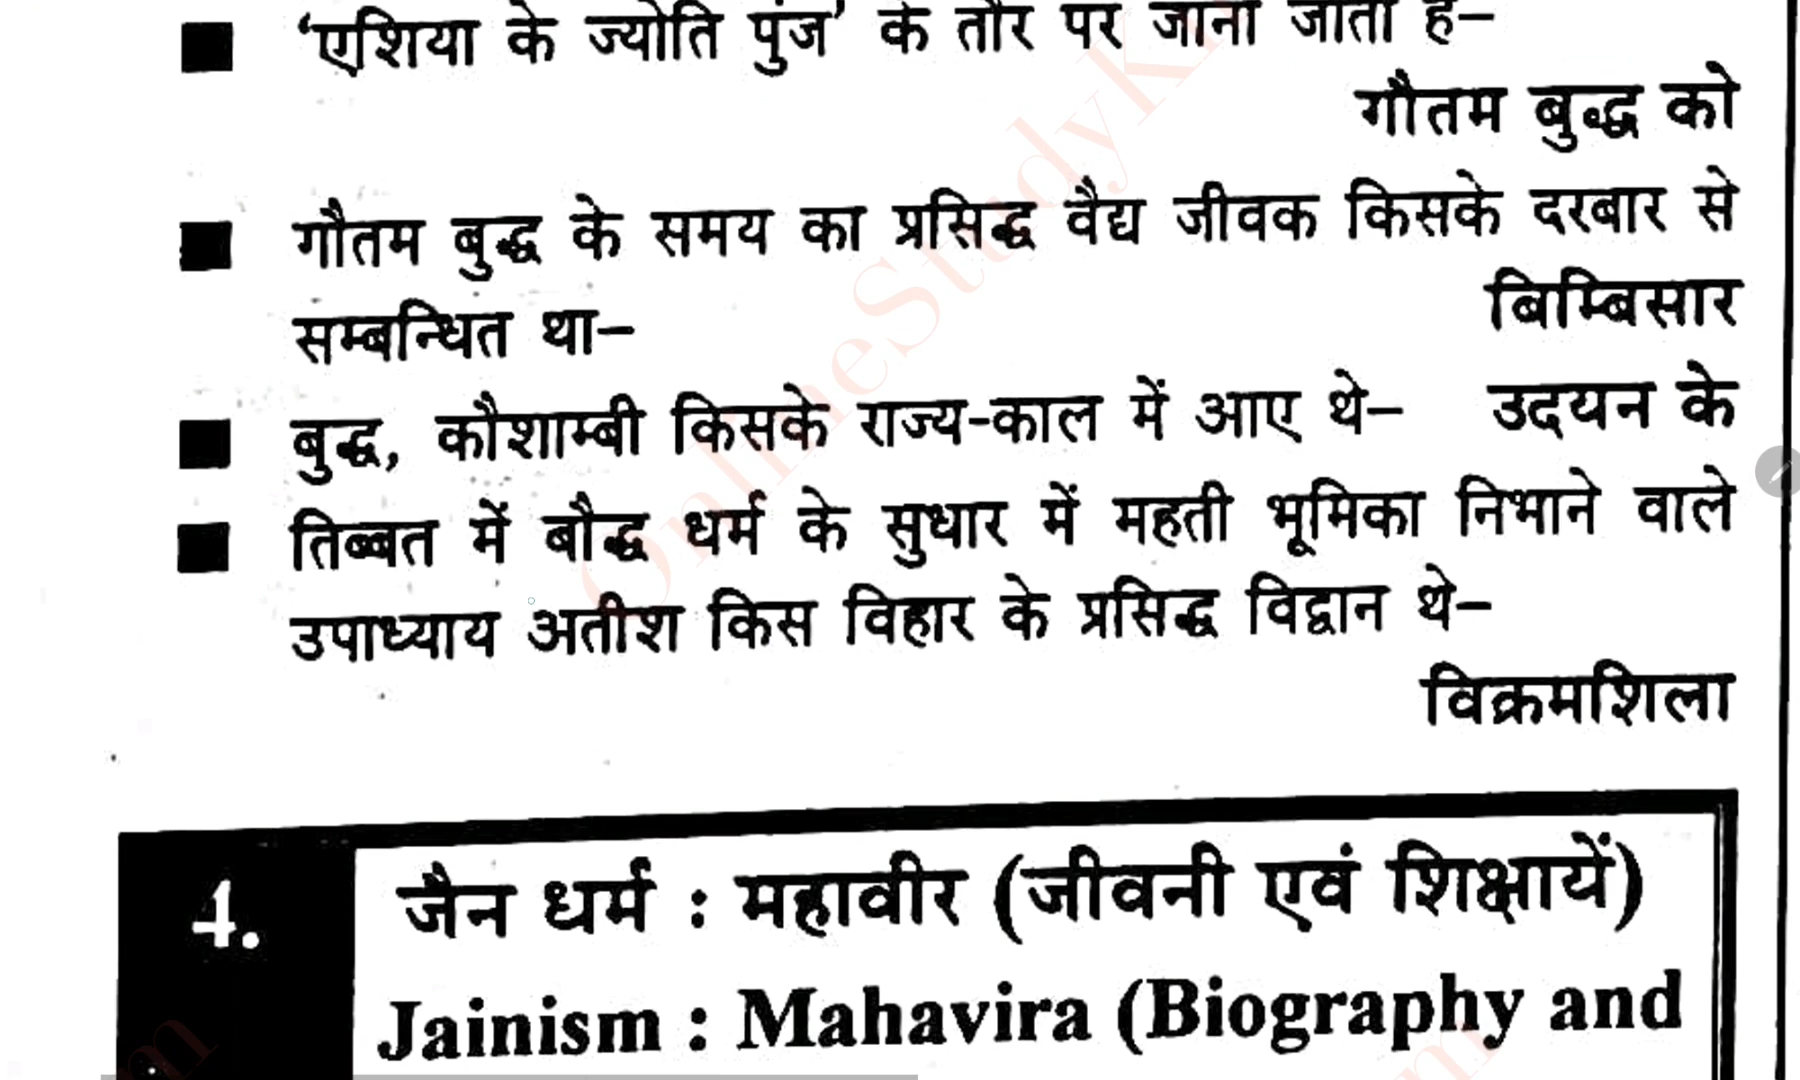 ■ ‘एशिया के ज्योति पुंज’ के तौर पर जाना जाता है–
गौतम बुद्ध को
■ गौतम बुद्ध के समय का प्रसिद्ध वैद्य जीवक किसके दरबार से
सम्बन्धित था– बिम्बिसार
■ बुद्ध, कौशाम्बी किसके राज्य-काल में आए थे– उदयन के
■ तिब्बत में बौद्ध धर्म के सुधार में महती भूमिका निभाने वाले
उपाध्याय अतीश किस विहार के प्रसिद्ध विद्वान थे–
विक्रमशिला
4. जैन धर्म : महावीर (जीवनी एवं शिक्षायें)
Jainism : Mahavira (Biography and